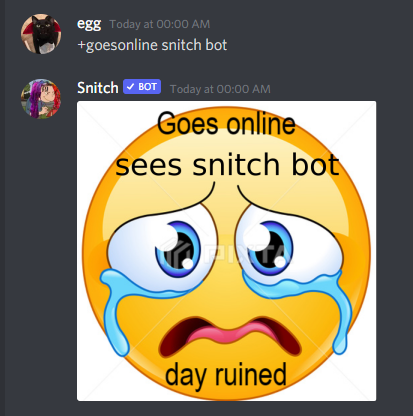 egg Today at 00:00 AM
+goesonline snitch bot
Snitch ✓ BOT Today at 00:00 AM
Goes online
sees snitch bot
PIXTA
day ruined